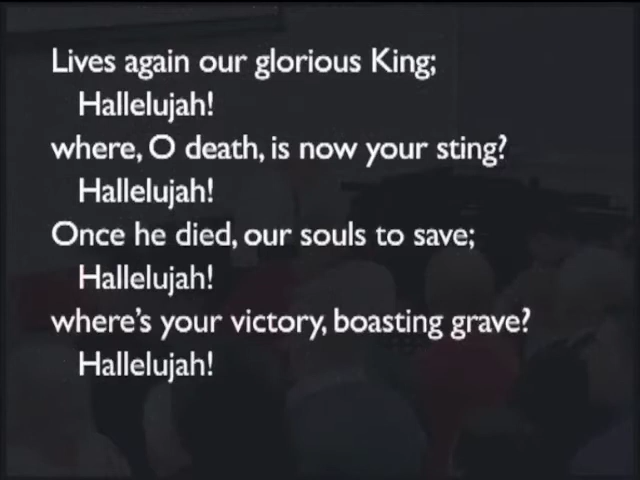 Lives again our glorious King;
Hallelujah!
where, O death, is now your sting?
Hallelujah!
Once he died, our souls to save;
Hallelujah!
where's your victory, boasting grave?
Hallelujah!